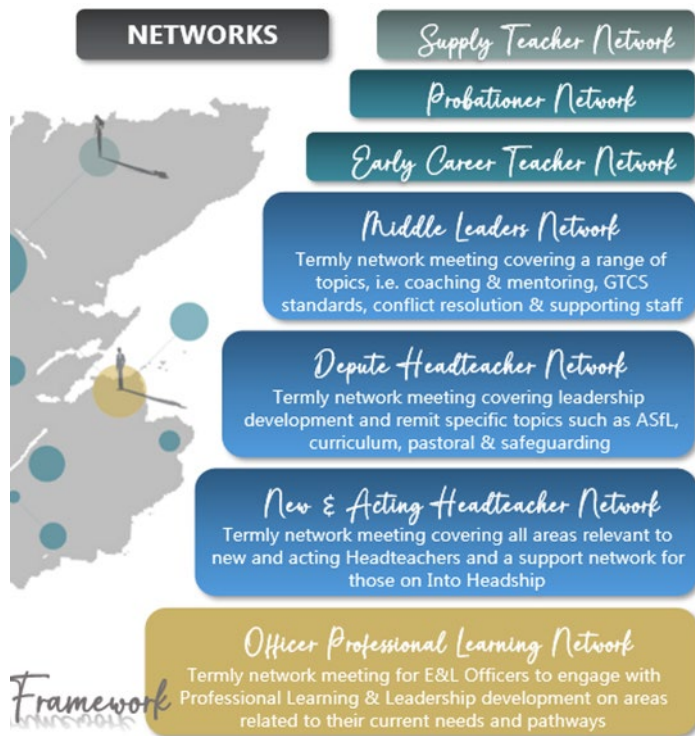 NETWORKS
Supply Teacher Network
Probationer Network
Early Career Teacher Network
Middle Leaders Network
Termly network meeting covering a range of
topics, i.e. coaching & mentoring, GTCS
standards, conflict resolution & supporting staff
Depute Headteacher Network
Termly network meeting covering leadership
development and remit specific topics such as ASfL,
curriculum, pastoral & safeguarding
New & Acting Headteacher Network
Termly network meeting covering all areas relevant to
new and acting Headteachers and a support network for
those on Into Headship
Officer Professional Learning Network
Termly network meeting for E&L Officers to engage with
Professional Learning & Leadership development on areas
related to their current needs and pathways
Framework